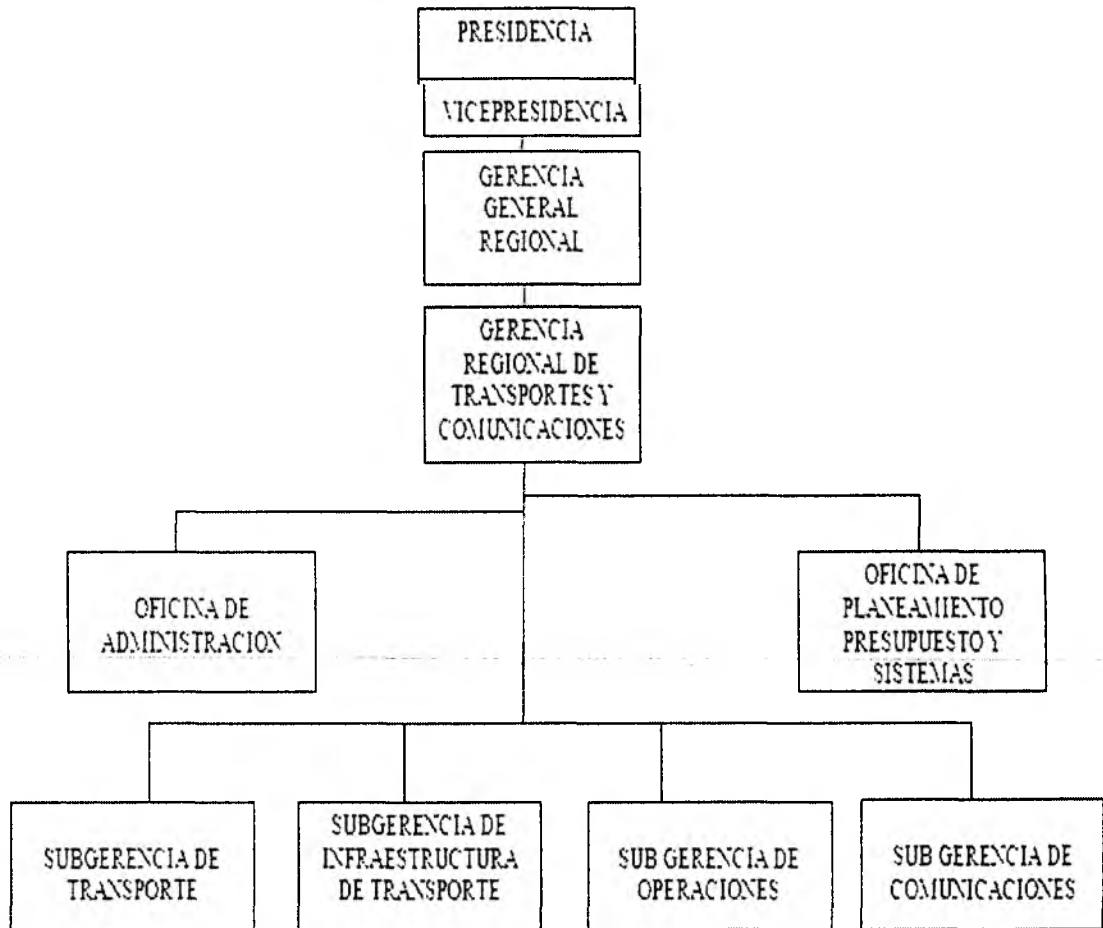 PRESIDENCIA
VICEPRESIDENCIA
GERENCIA
GENERAL
REGIONAL
GERENCIA
REGIONAL DE
TRANSPORTES Y
COMUNICACIONES
OFICINA DE
ADMINISTRACION
OFICINA DE
PLANEAMIENTO
PRESUPUESTO Y
SISTEMAS
SUBGERENCIA DE
TRANSPORTE
SUBGERENCIA DE
INFRAESTRUCTURA
DE TRANSPORTE
SUB GERENCIA DE
OPERACIONES
SUB GERENCIA DE
COMUNICACIONES